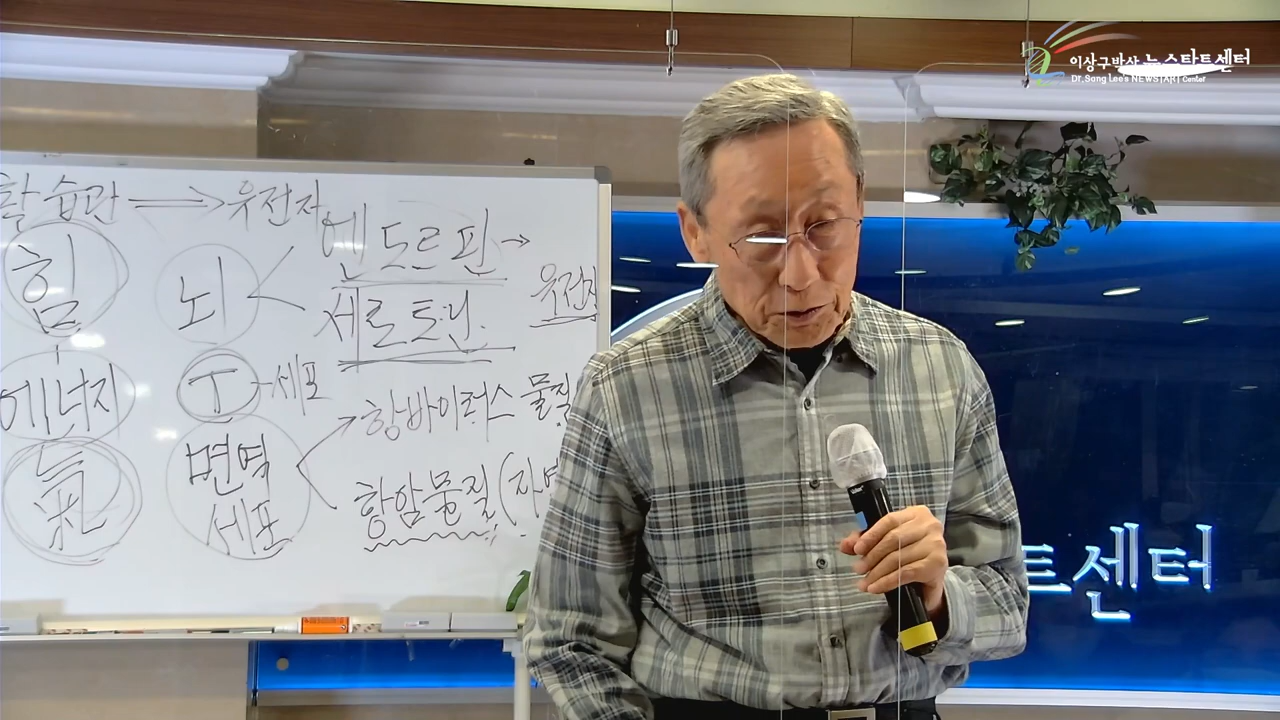 이상구박사 뉴스타트센터
Dr.Sang Lee's NEWSTART Center
활습관 ⟹ 유전자
힘 뇌 < 엔도르핀 →
세로토닌 유전자
에너지 T-세포
氣 면역세포
항바이러스 물질
항암물질 (자연
트센터